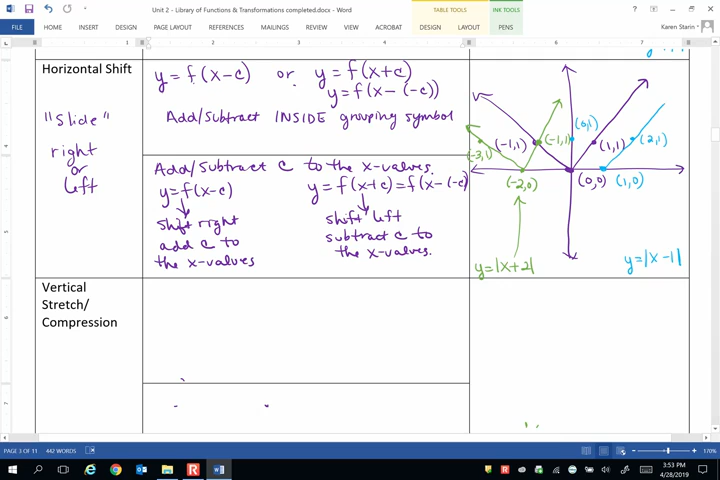 Unit 2 - Library of Functions & Transformations completed.docx - Word
TABLE TOOLS
INK TOOLS
Karen Starin
FILE HOME INSERT DESIGN PAGE LAYOUT REFERENCES MAILINGS REVIEW VIEW ACROBAT DESIGN LAYOUT PENS
Horizontal Shift
"Slide"
right
or
left
y = f(x-c) or y = f(x+c)
y = f(x-(-c))
Add/Subtract INSIDE grouping symbol
Add/Subtract C to the x-values.
y = f(x-c)
shift right
add c to
the x-values
y = f(x+c) = f(x-(-c)
shift left
subtract c to
the x-values.
(0,1)
(-1,1)
(-1,1)
(1,1)
(2,1)
(-3,1)
(-2,0)
(0,0)
(1,0)
y=|x+2|
y=|x-1|
Vertical
Stretch/
Compression
PAGE 3 OF 11 442 WORDS
170%
3:53 PM
4/28/2019